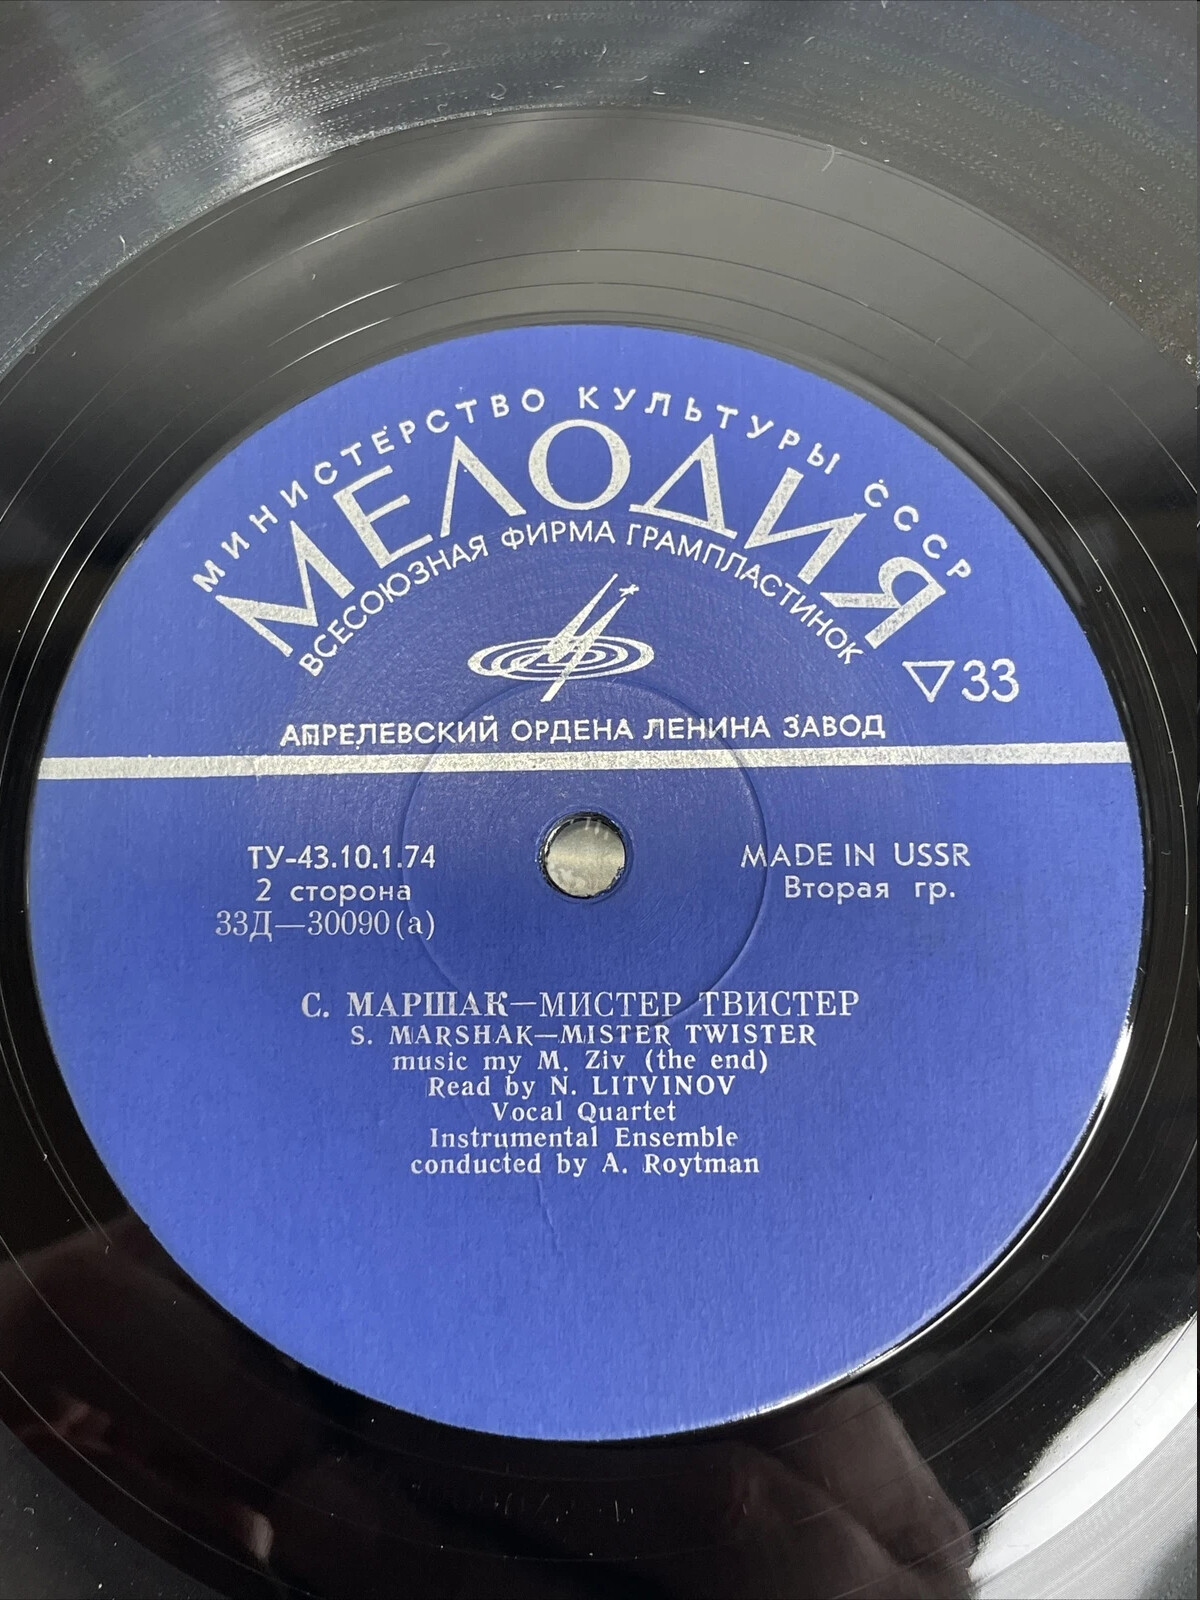 МИНИСТЕРСТВО КУЛЬТУРЫ СССР
МЕЛОДИЯ
ВСЕСОЮЗНАЯ ФИРМА ГРАМПЛАСТИНОК
▽33
АПРЕЛЕВСКИЙ ОРДЕНА ЛЕНИНА ЗАВОД
ТУ-43.10.1.74
2 сторона
33Д—30090(а)
MADE IN USSR
Вторая гр.
С. МАРШАК—МИСТЕР ТВИСТЕР
S. MARSHAK—MISTER TWISTER
music my M. Ziv (the end)
Read by N. LITVINOV
Vocal Quartet
Instrumental Ensemble
conducted by A. Roytman